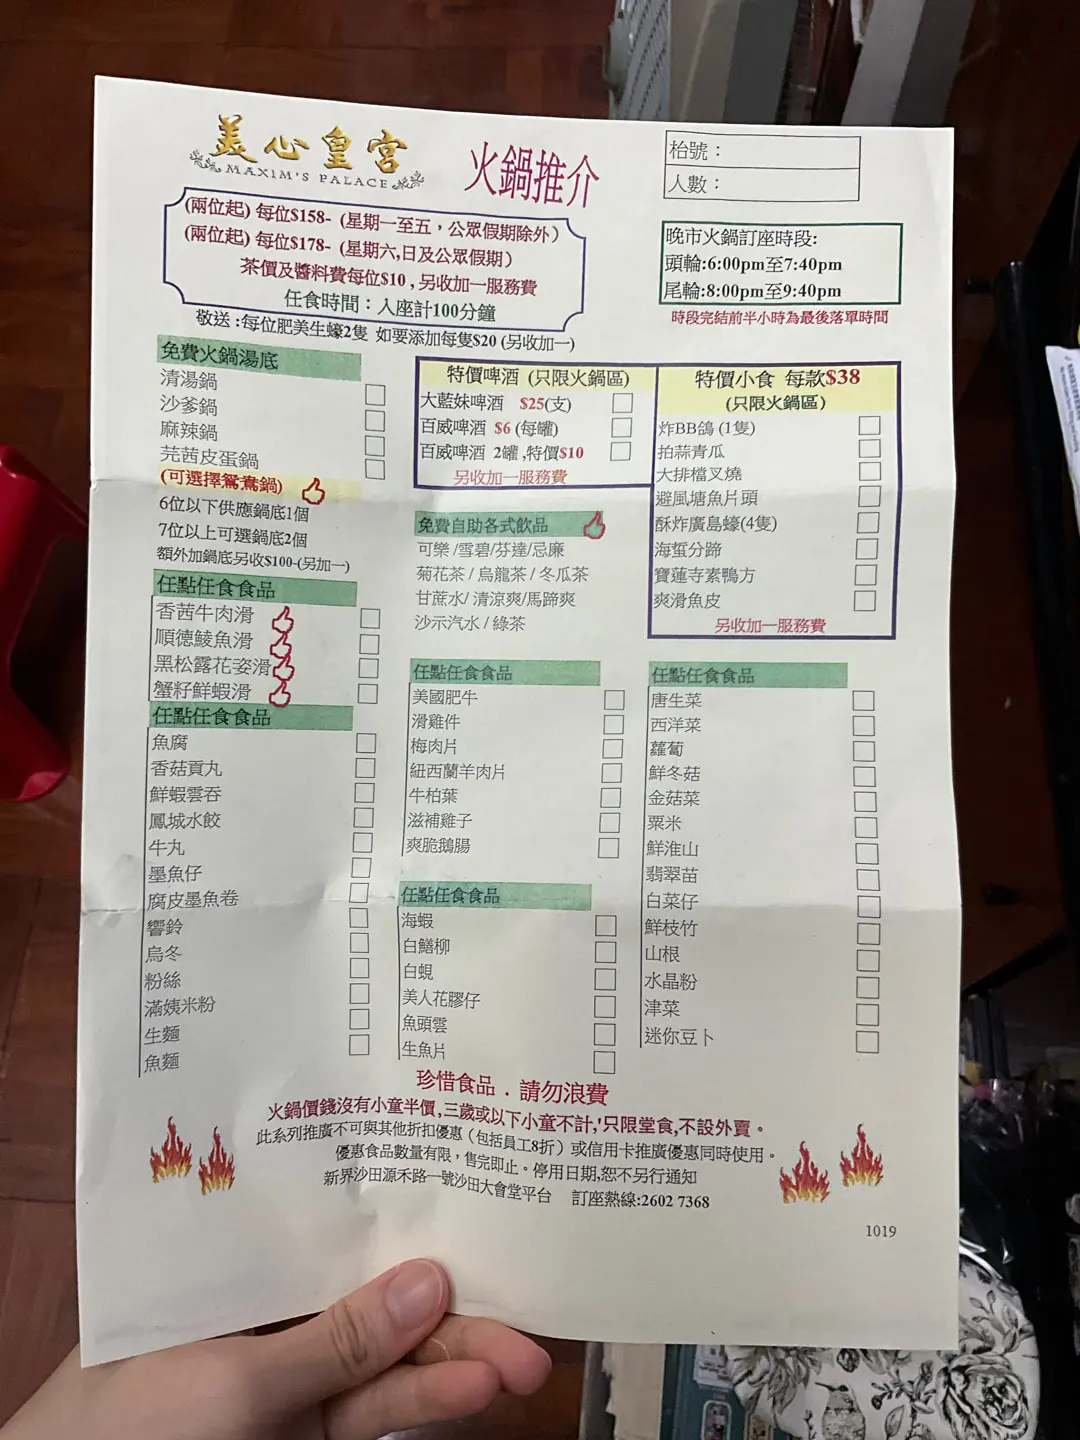 美心皇宮
MAXIM'S PALACE
火鍋推介
枱號：
人數：
(兩位起) 每位$158- (星期一至五，公眾假期除外)
(兩位起) 每位$178- (星期六,日及公眾假期)
茶價及醬料費每位$10 , 另收加一服務費
任食時間：入座計100分鐘
晚市火鍋訂座時段:
頭輪:6:00pm至7:40pm
尾輪:8:00pm至9:40pm
時段完結前半小時為最後落單時間
敬送 :每位肥美生蠔2隻 如要添加每隻$20 (另收加一)
免費火鍋湯底
清湯鍋
沙爹鍋
麻辣鍋
芫茜皮蛋鍋
(可選擇鴛鴦鍋)
6位以下供應鍋底1個
7位以上可選鍋底2個
額外加鍋底另收$100-(另加一)
任點任食食品
香茜牛肉滑
順德鯪魚滑
黑松露花姿滑
蟹籽鮮蝦滑
任點任食食品
魚腐
香菇貢丸
鮮蝦雲吞
鳳城水餃
牛丸
墨魚仔
腐皮墨魚卷
響鈴
烏冬
粉絲
滿姨米粉
生麵
魚麵
特價啤酒 (只限火鍋區)
大藍妹啤酒 $25(支)
百威啤酒 $6 (每罐)
百威啤酒 2罐 ,特價$10
另收加一服務費
免費自助各式飲品
可樂 /雪碧/芬達/忌廉
菊花茶 / 烏龍茶 / 冬瓜茶
甘蔗水/ 清涼爽/馬蹄爽
沙示汽水 / 綠茶
任點任食食品
美國肥牛
滑雞件
梅肉片
紐西蘭羊肉片
牛柏葉
滋補雞子
爽脆鵝腸
任點任食食品
海蝦
白鱔柳
白蜆
美人花膠仔
魚頭雲
生魚片
特價小食 每款$38
(只限火鍋區)
炸BB鴿 (1隻)
拍蒜青瓜
大排檔叉燒
避風塘魚片頭
酥炸廣島蠔(4隻)
海蜇分蹄
寶蓮寺素鴨方
爽滑魚皮
另收加一服務費
任點任食食品
唐生菜
西洋菜
蘿蔔
鮮冬菇
金菇菜
粟米
鮮淮山
翡翠苗
白菜仔
鮮枝竹
山根
水晶粉
津菜
迷你豆卜
珍惜食品 . 請勿浪費
火鍋價錢沒有小童半價,三歲或以下小童不計,'只限堂食,不設外賣。
此系列推廣不可與其他折扣優惠（包括員工8折）或信用卡推廣優惠同時使用。
優惠食品數量有限，售完即止。停用日期,恕不另行通知
新界沙田源禾路一號沙田大會堂平台 訂座熱線:2602 7368
1019